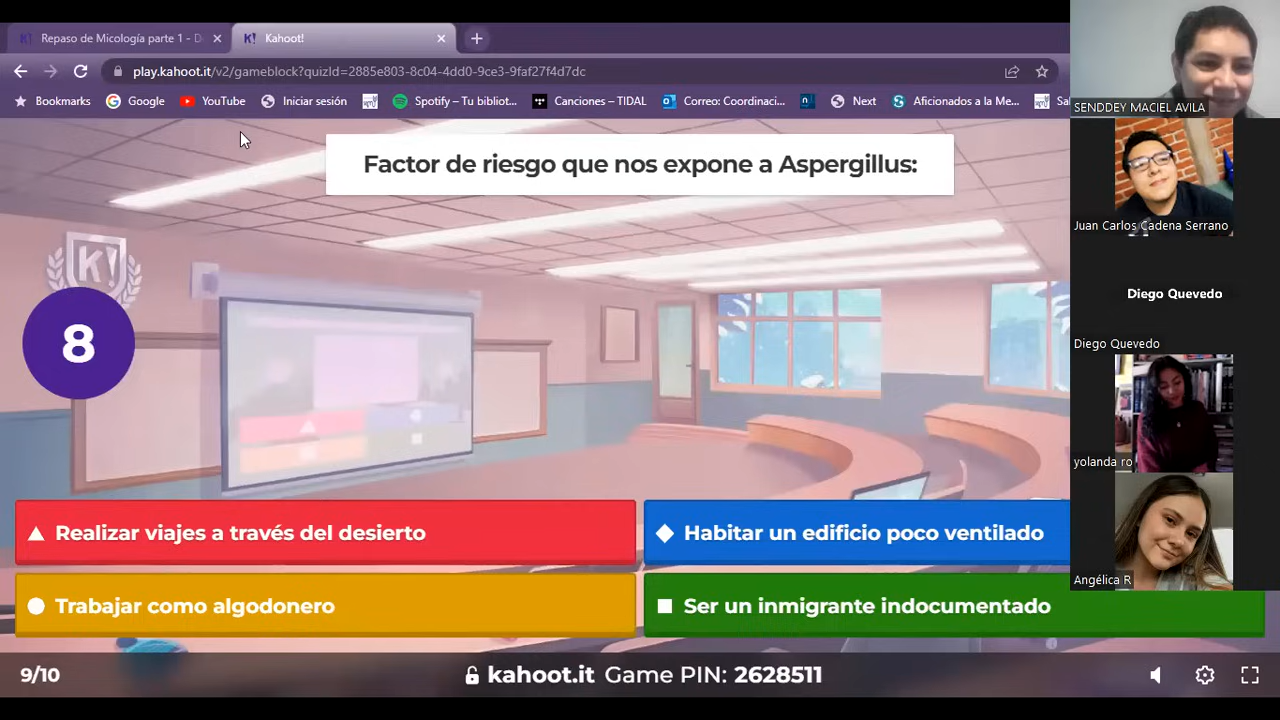 Repaso de Micología parte 1 - D
K! Kahoot!
play.kahoot.it/v2/gameblock?quizId=2885e803-8c04-4dd0-9ce3-9faf27f4d7dc
Bookmarks Google YouTube Iniciar sesión Spotify – Tu bibliot... Canciones – TIDAL Correo: Coordinaci... Next Aficionados a la Me... Sa
SENDDEY MACIEL AVILA
Factor de riesgo que nos expone a Aspergillus:
Juan Carlos Cadena Serrano
K!
Diego Quevedo
8
Diego Quevedo
yolanda ro
Realizar viajes a través del desierto
Habitar un edificio poco ventilado
Angélica R
Trabajar como algodonero
Ser un inmigrante indocumentado
9/10
kahoot.it Game PIN: 2628511